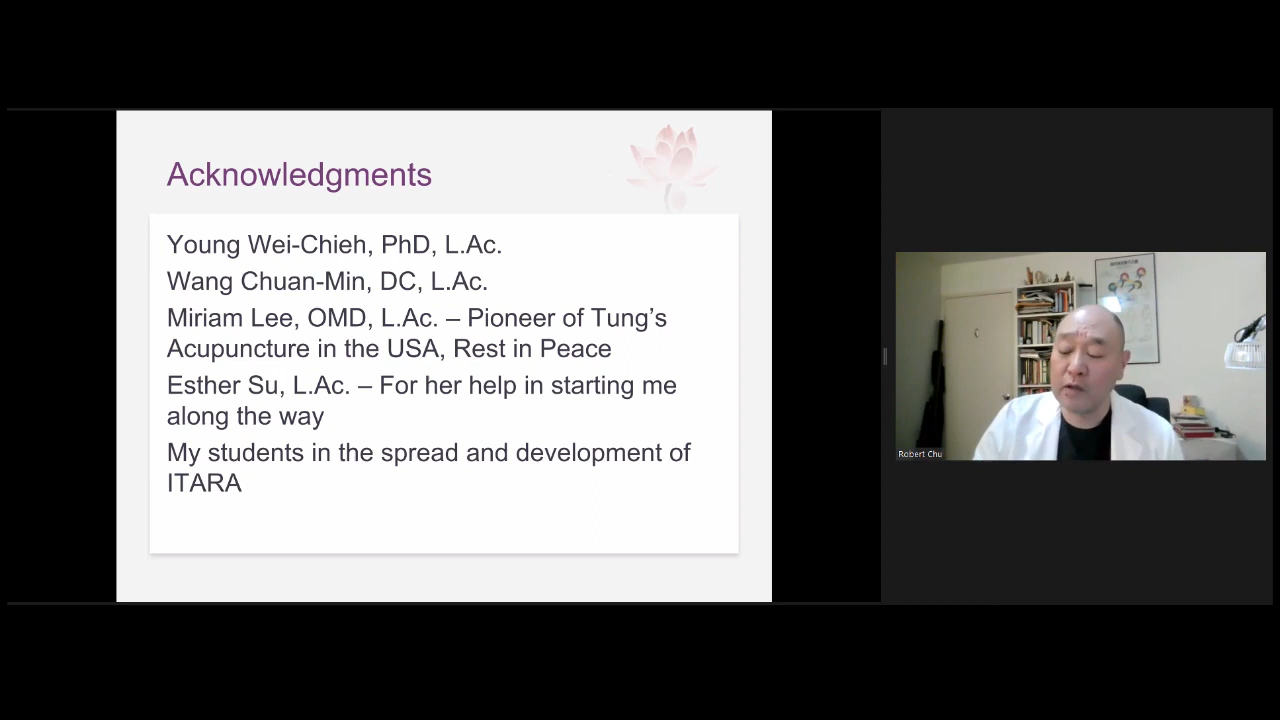 Acknowledgments
Young Wei-Chieh, PhD, L.Ac.
Wang Chuan-Min, DC, L.Ac.
Miriam Lee, OMD, L.Ac. – Pioneer of Tung’s
Acupuncture in the USA, Rest in Peace
Esther Su, L.Ac. – For her help in starting me
along the way
My students in the spread and development of
ITARA
Robert Chu